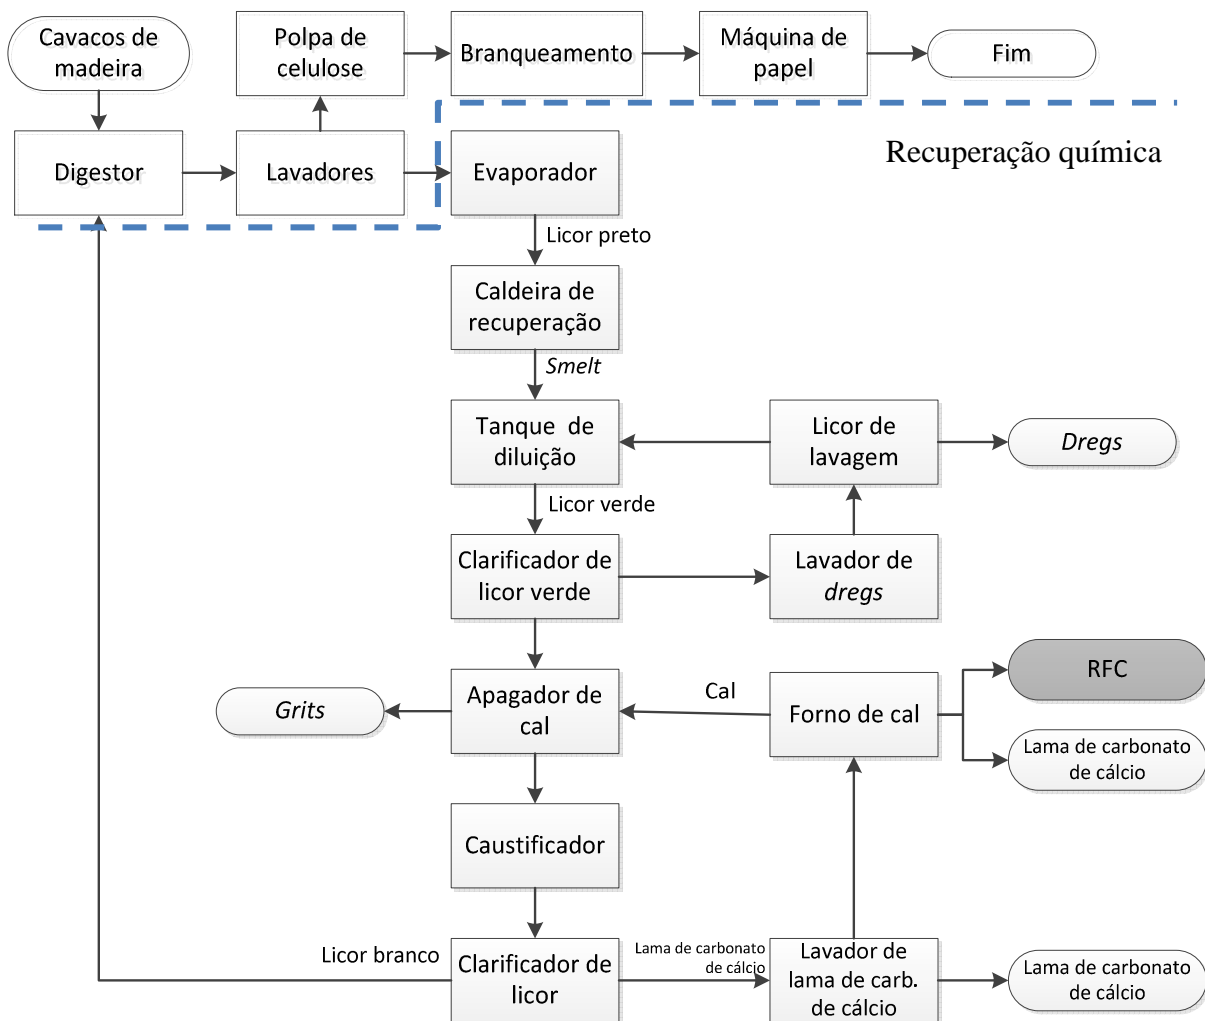 Cavacos de
madeira
Polpa de
celulose
Branqueamento
Máquina de
papel
Fim
Digestor
Lavadores
Evaporador
Recuperação química
Licor preto
Caldeira de
recuperação
Smelt
Tanque de
diluição
Licor de
lavagem
Dregs
Licor verde
Clarificador de
licor verde
Lavador de
dregs
RFC
Grits
Apagador de
cal
Cal
Forno de cal
Lama de carbonato
de cálcio
Caustificador
Licor branco
Clarificador de
licor
Lama de carbonato
de cálcio
Lavador de
lama de carb.
de cálcio
Lama de carbonato
de cálcio